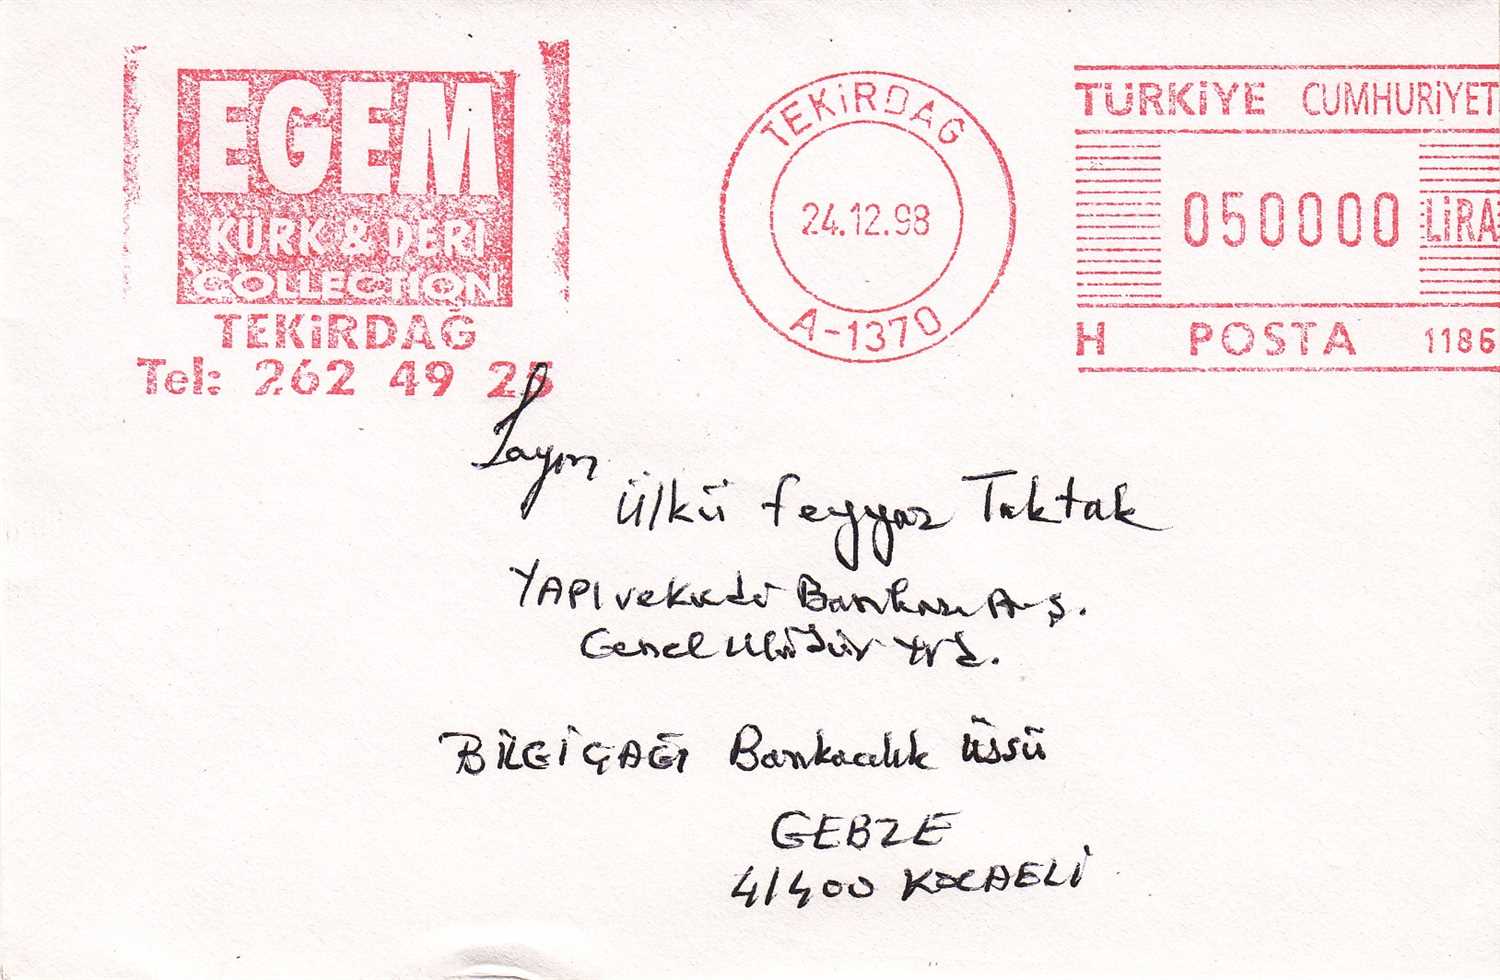 EGEM
KÜRK & DERİ
COLLECTION
TEKİRDAĞ
Tel: 262 49 25
TEKİRDAĞ
24.12.98
A-1370
TÜRKİYE CUMHURİYET
050000 LİRA
H POSTA 1186
Sayın
Ülkü Feyyaz Taktak
YAPI ve Kredi Bankası A.Ş.
Genel Müdür Yrd.
BİLGİ ÇAĞI Bankacılık Üssü
GEBZE
41400 KOCAELİ